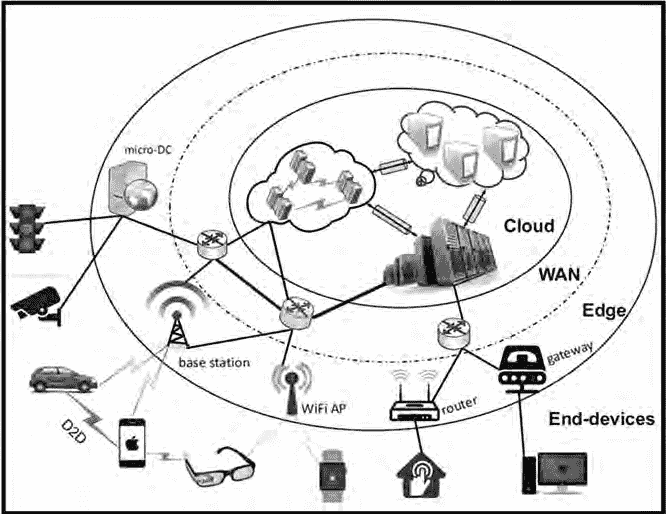 micro-DC
Cloud
WAN
Edge
base station
gateway
WiFi AP
router
D2D
End-devices